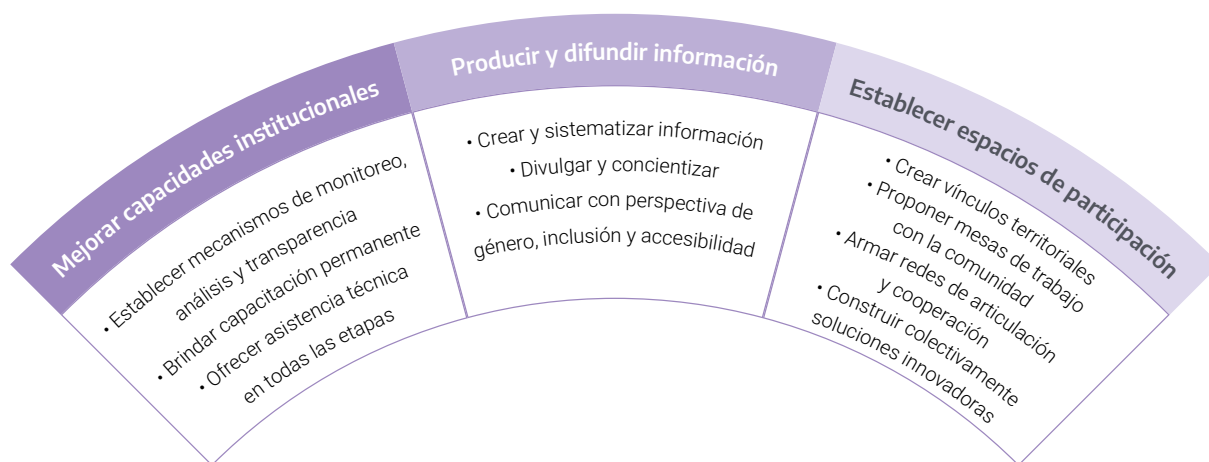 Mejorar capacidades institucionales
• Establecer mecanismos de monitoreo,
análisis y transparencia
• Brindar capacitación permanente
• Ofrecer asistencia técnica
en todas las etapas
Producir y difundir información
• Crear y sistematizar información
• Divulgar y concientizar
• Comunicar con perspectiva de
género, inclusión y accesibilidad
Establecer espacios de participación
• Crear vínculos territoriales
• Proponer mesas de trabajo
con la comunidad
• Armar redes de articulación
y cooperación
• Construir colectivamente
soluciones innovadoras